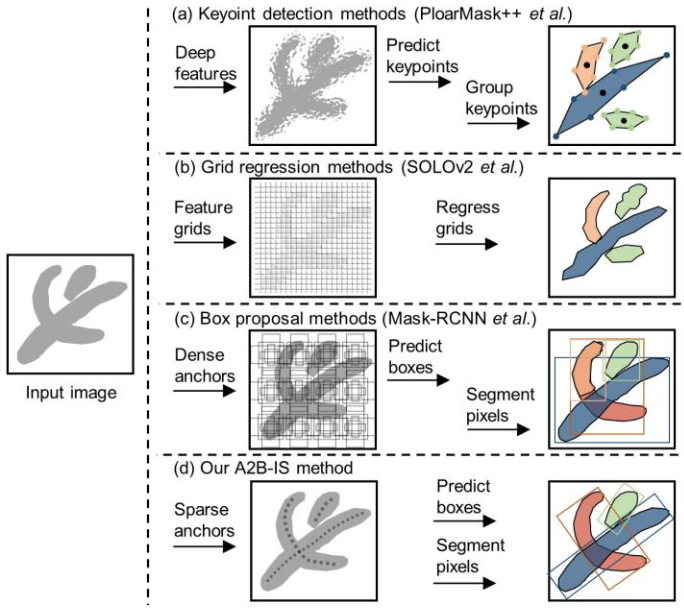 (a) Keyoint detection methods (PloarMask++ et al.)
Deep
features
Predict
keypoints
Group
keypoints
(b) Grid regression methods (SOLOv2 et al.)
Feature
grids
Regress
grids
Input image
(c) Box proposal methods (Mask-RCNN et al.)
Dense
anchors
Predict
boxes
Segment
pixels
(d) Our A2B-IS method
Sparse
anchors
Predict
boxes
Segment
pixels